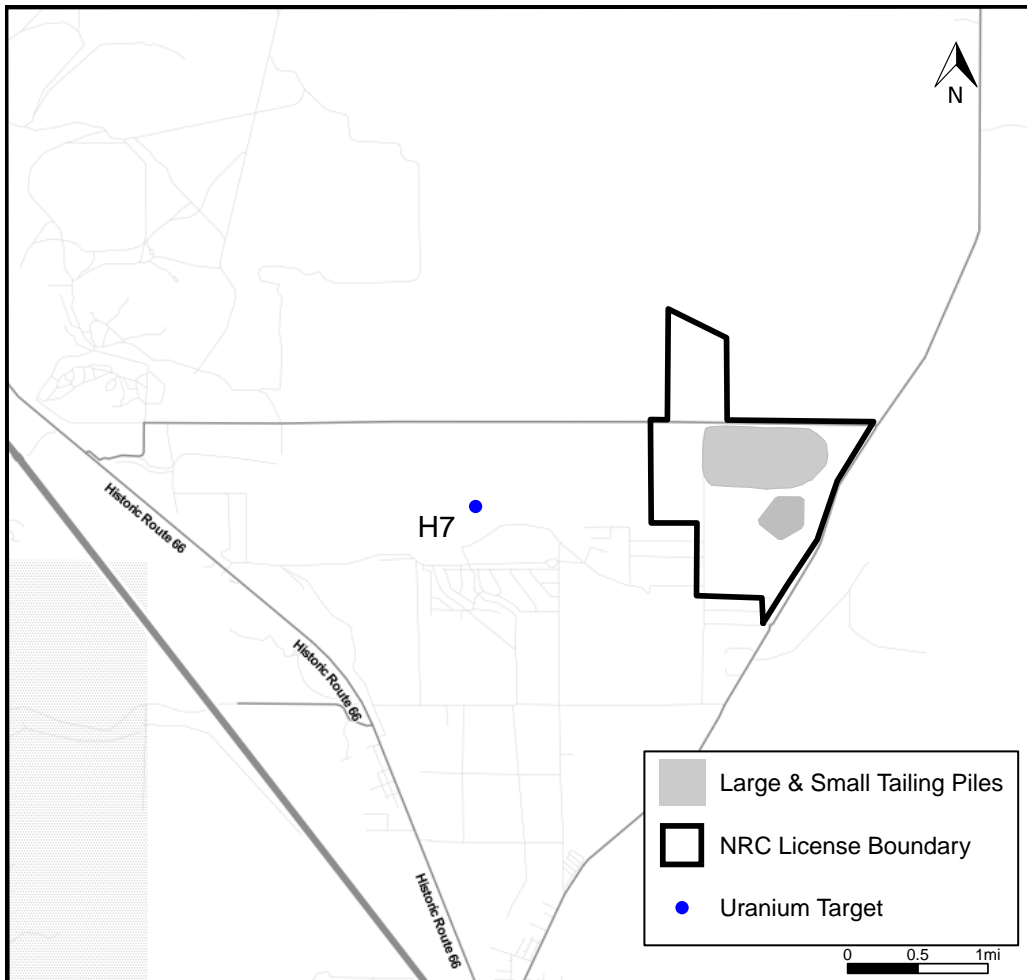 N
Historic Route 66
H7
Historic Route 66
Large & Small Tailing Piles
NRC License Boundary
Uranium Target
Historic Route 66
0 0.5 1mi